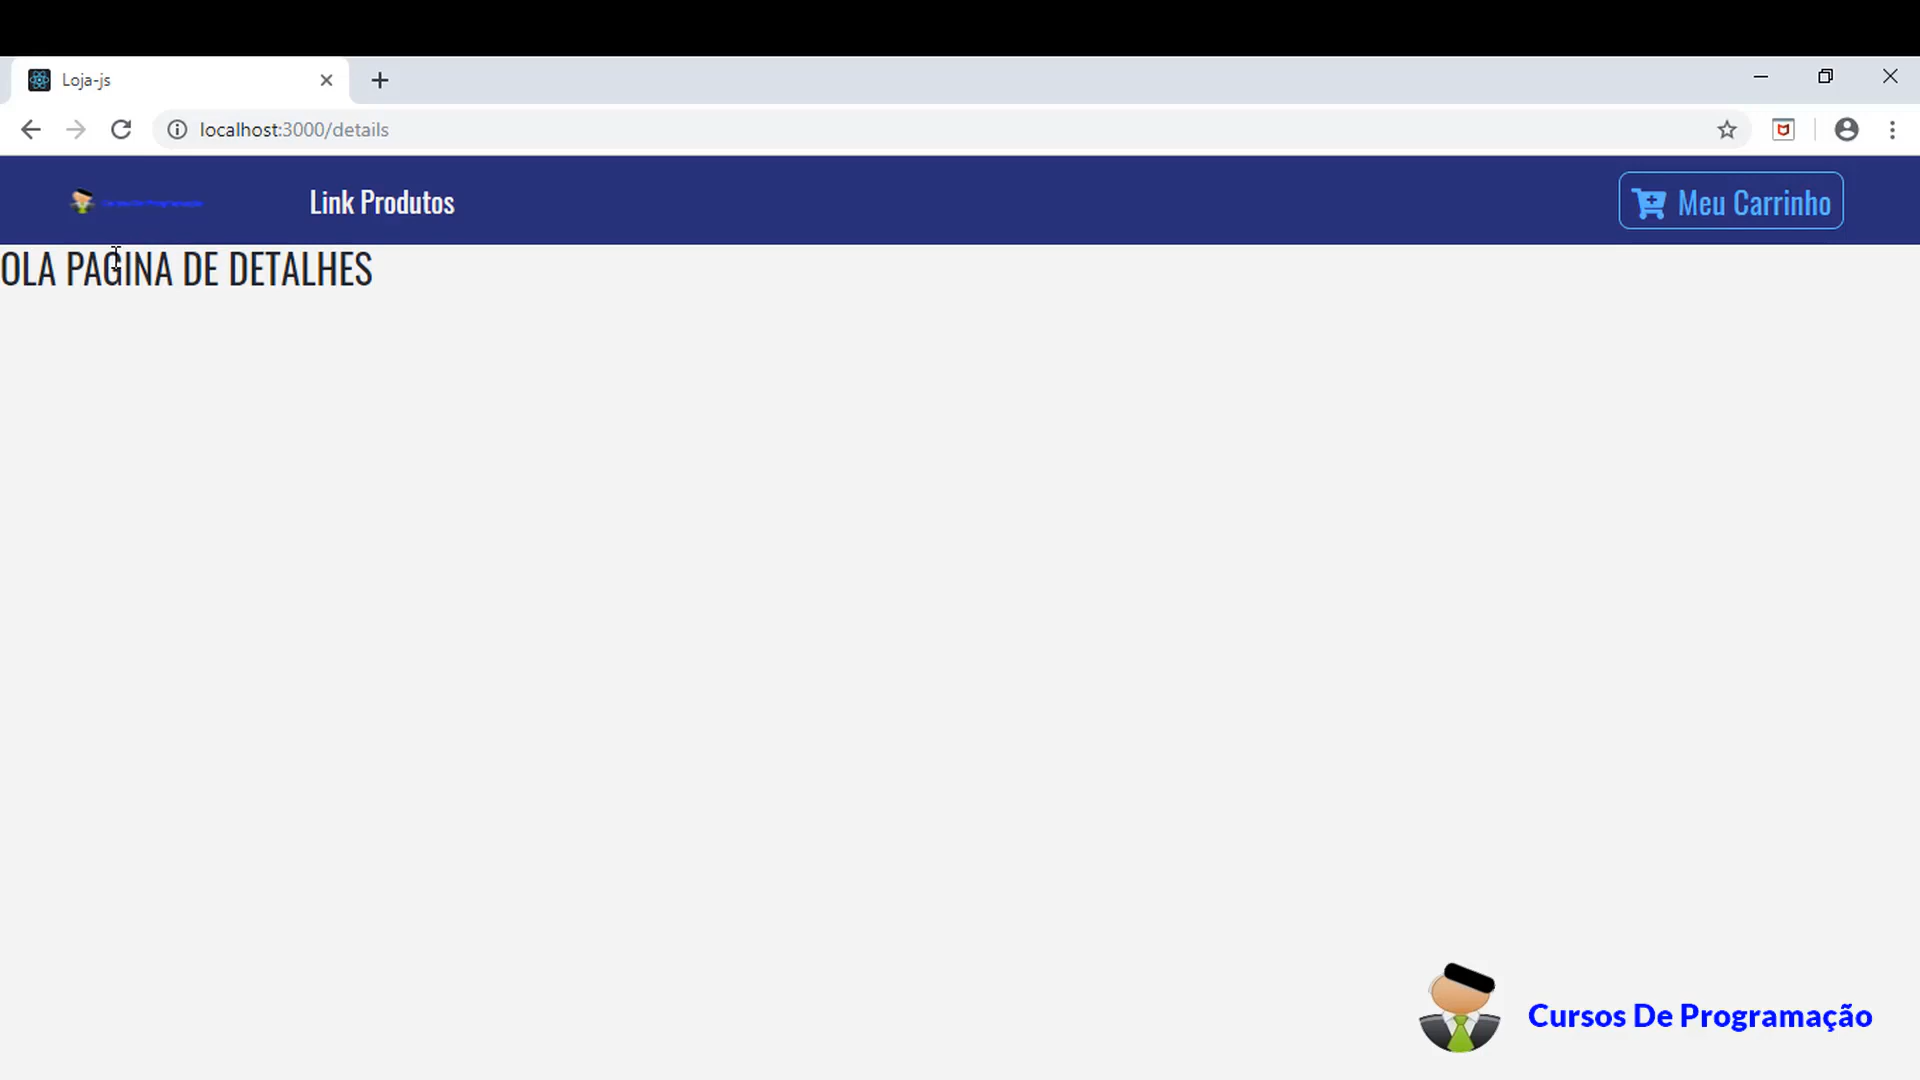 Loja-js
localhost:3000/details
Link Produtos
Meu Carrinho
OLA PAGINA DE DETALHES
Cursos De Programação